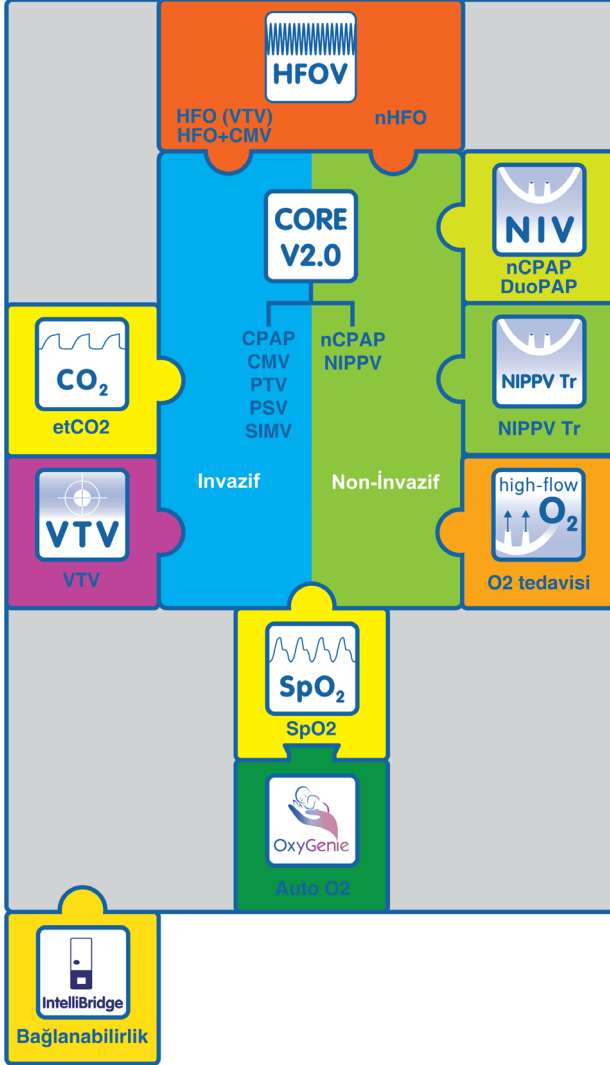 HFOV
HFO (VTV)
HFO+CMV
nHFO
CORE
V2.0
NIV
nCPAP
DuoPAP
CPAP
CMV
PTV
PSV
SIMV
nCPAP
NIPPV
CO2
etCO2
NIPPV Tr
NIPPV Tr
Invazif
Non-İnvazif
VTV
VTV
high-flow
O2
O2 tedavisi
SpO2
SpO2
OxyGenie
Auto O2
IntelliBridge
Bağlanabilirlik